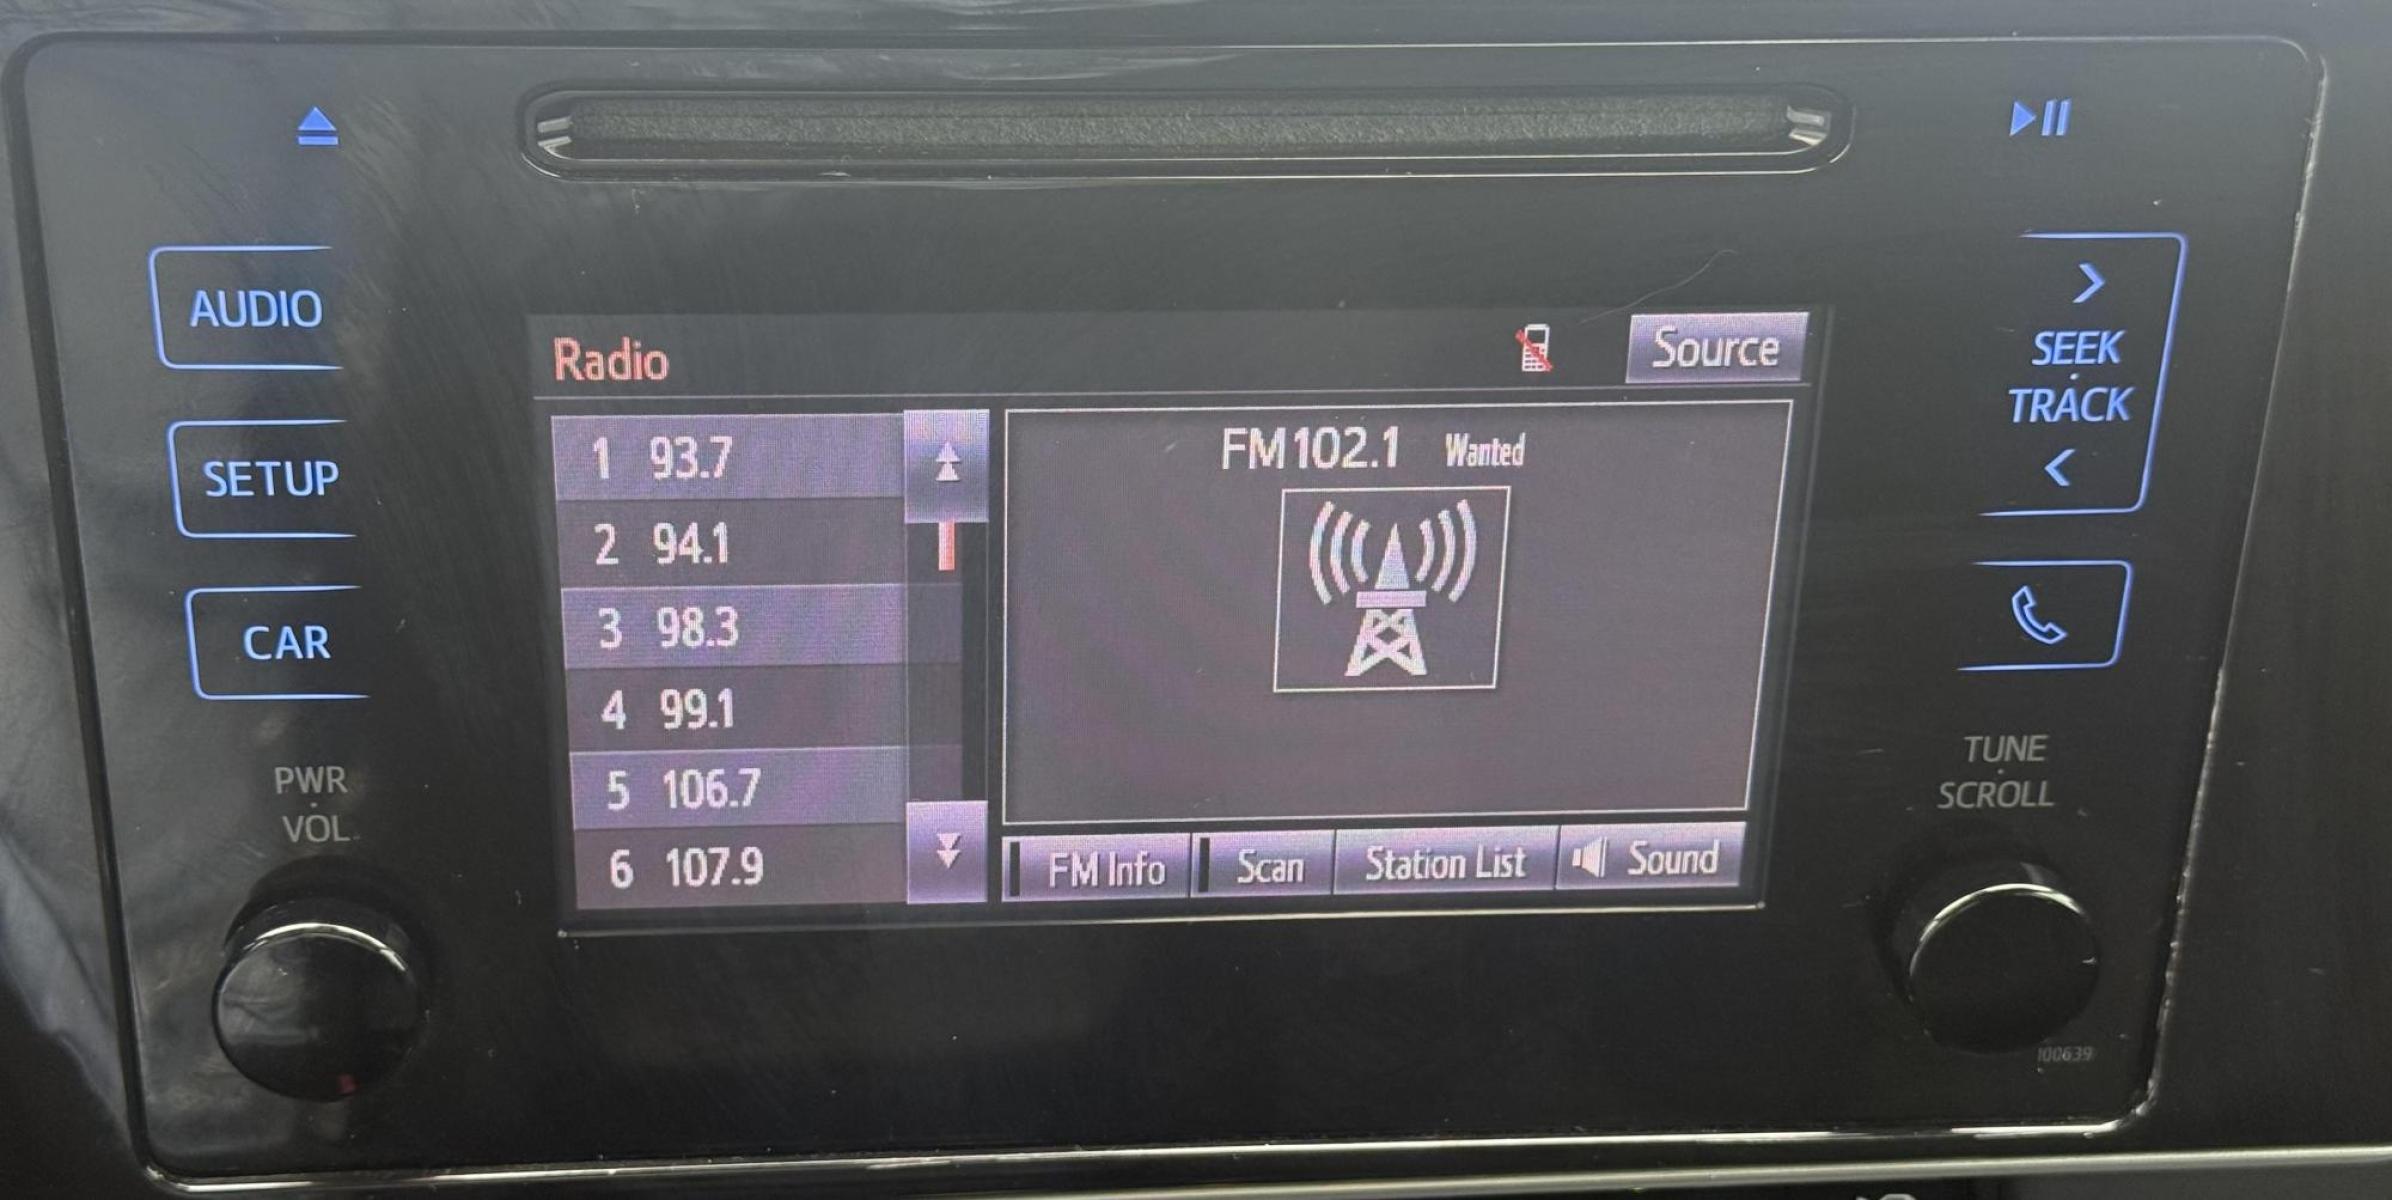 AUDIO
SETUP
CAR
PWR
VOL
Radio
Source
1 93.7
2 94.1
3 98.3
4 99.1
5 106.7
6 107.9
FM 102.1 Wanted
FM Info Scan Station List Sound
SEEK
TRACK
TUNE
SCROLL
100639